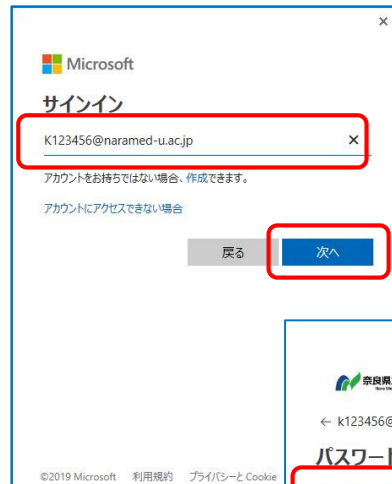 Microsoft
サインイン
K123456@naramed-u.ac.jp
アカウントをお持ちではない場合、作成できます。
アカウントにアクセスできない場合
戻る
次へ
奈良県
← k123456@
パスワード
©2019 Microsoft 利用規約 プライバシーと Cookie